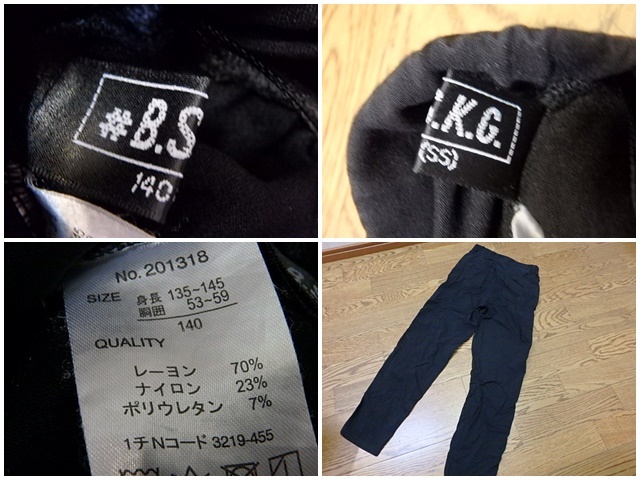 #B.S
140
.K.G.
(SS)
No. 201318
SIZE 身長 135~145
胴囲 53~59
140
QUALITY
レーヨン 70%
ナイロン 23%
ポリウレタン 7%
1チNコード 3219-455